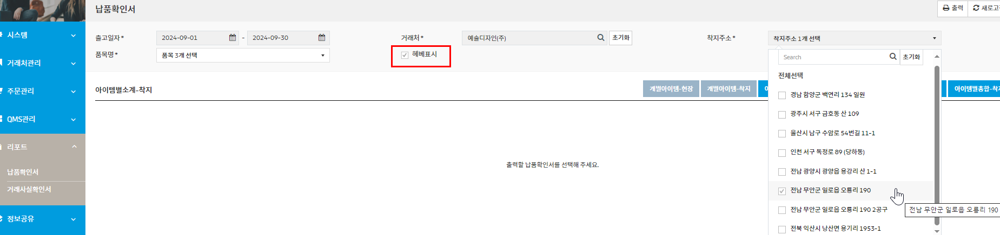 납품확인서
출력
새로고
시스템
거래처관리
주문관리
QMS관리
리포트
납품확인서
거래사실확인서
정보공유
출고일자*
2024-09-01
-
2024-09-30
거래처*
예슬디자인(주)
초기화
착지주소*
착지주소 1개 선택
품목명*
품목 3개 선택
헤베표시
Search
초기화
전체선택
경남 함양군 백연리 134 일원
광주시 서구 금호동 산 109
울산시 남구 수암로 54번길 11-1
인천 서구 독정로 89 (당하동)
전남 광양시 광양읍 용강리 산 1-1
전남 무안군 일로읍 오룡리 190
전남 무안군 일로읍 오룡리 190 2공구
전북 익산시 낭산면 용기리 1953-1
전남 무안군 일로읍 오룡리 190
아이템별소계-착지
개별아이템-현장
개별아이템-착지
아이템별총합-착
출력할 납품확인서를 선택해 주세요.